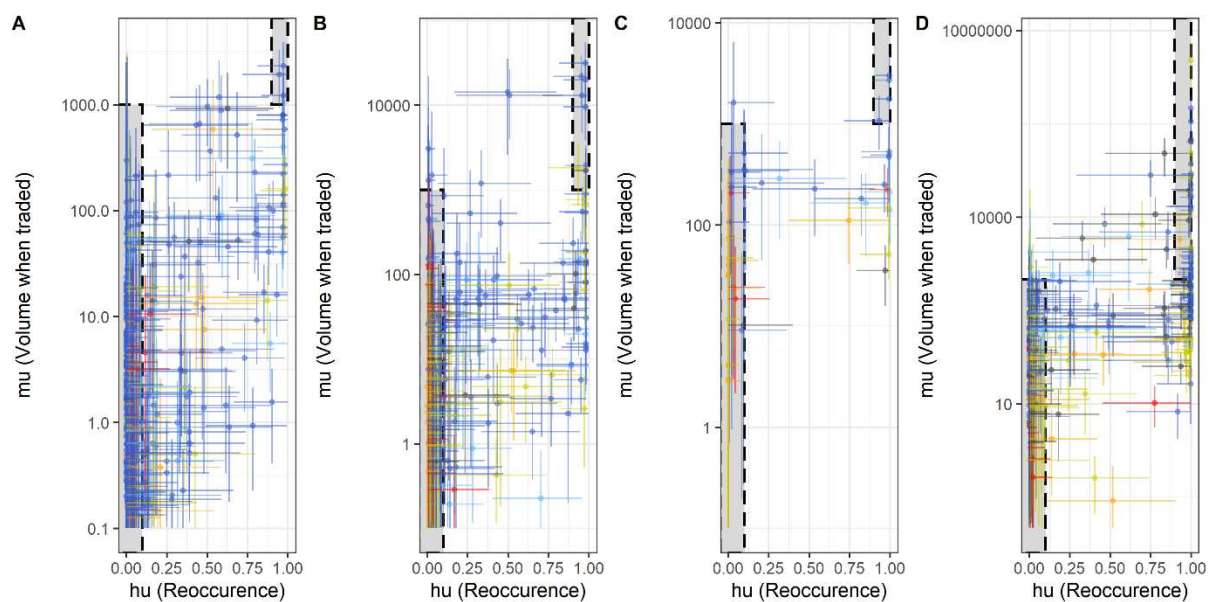 A
mu (Volume when traded)
1000.0
100.0
10.0
1.0
0.1
0.00 0.25 0.50 0.75 1.00
hu (Reoccurence)
B
mu (Volume when traded)
10000
100
1
0.00 0.25 0.50 0.75 1.00
hu (Reoccurence)
C
mu (Volume when traded)
10000
100
1
0.00 0.25 0.50 0.75 1.00
hu (Reoccurence)
D
mu (Volume when traded)
10000000
10000
10
0.00 0.25 0.50 0.75 1.00
hu (Reoccurence)